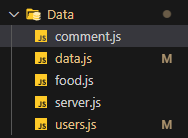 Data
JS comment.js
JS data.js M
JS food.js
JS server.js
JS users.js M